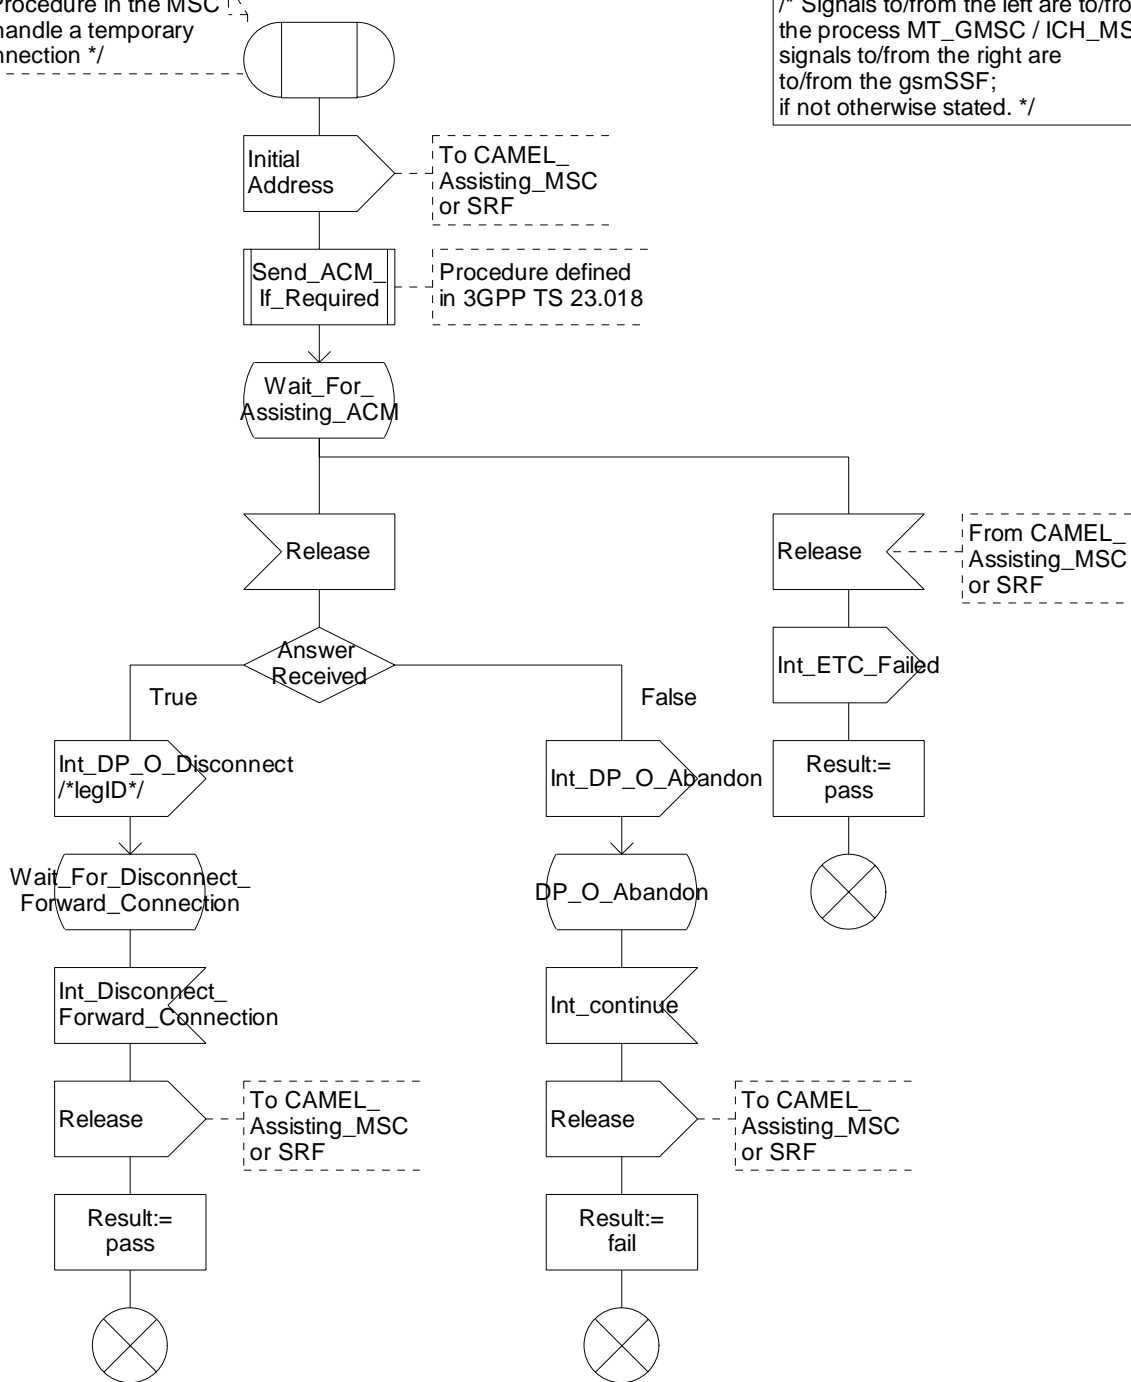 Procedure in the MSC
handle a temporary
nnection */
/* Signals to/from the left are to/fro
the process MT_GMSC / ICH_MS
signals to/from the right are
to/from the gsmSSF;
if not otherwise stated. */
Initial
Address
To CAMEL_
Assisting_MSC
or SRF
Send_ACM_
If_Required
Procedure defined
in 3GPP TS 23.018
Wait_For_
Assisting_ACM
Release
Release
From CAMEL_
Assisting_MSC
or SRF
Answer
Received
Int_ETC_Failed
True
False
Int_DP_O_Disconnect
/*legID*/
Int_DP_O_Abandon
Result:=
pass
Wait_For_Disconnect_
Forward_Connection
DP_O_Abandon
Int_Disconnect_
Forward_Connection
Int_continue
Release
To CAMEL_
Assisting_MSC
or SRF
Release
To CAMEL_
Assisting_MSC
or SRF
Result:=
pass
Result:=
fail